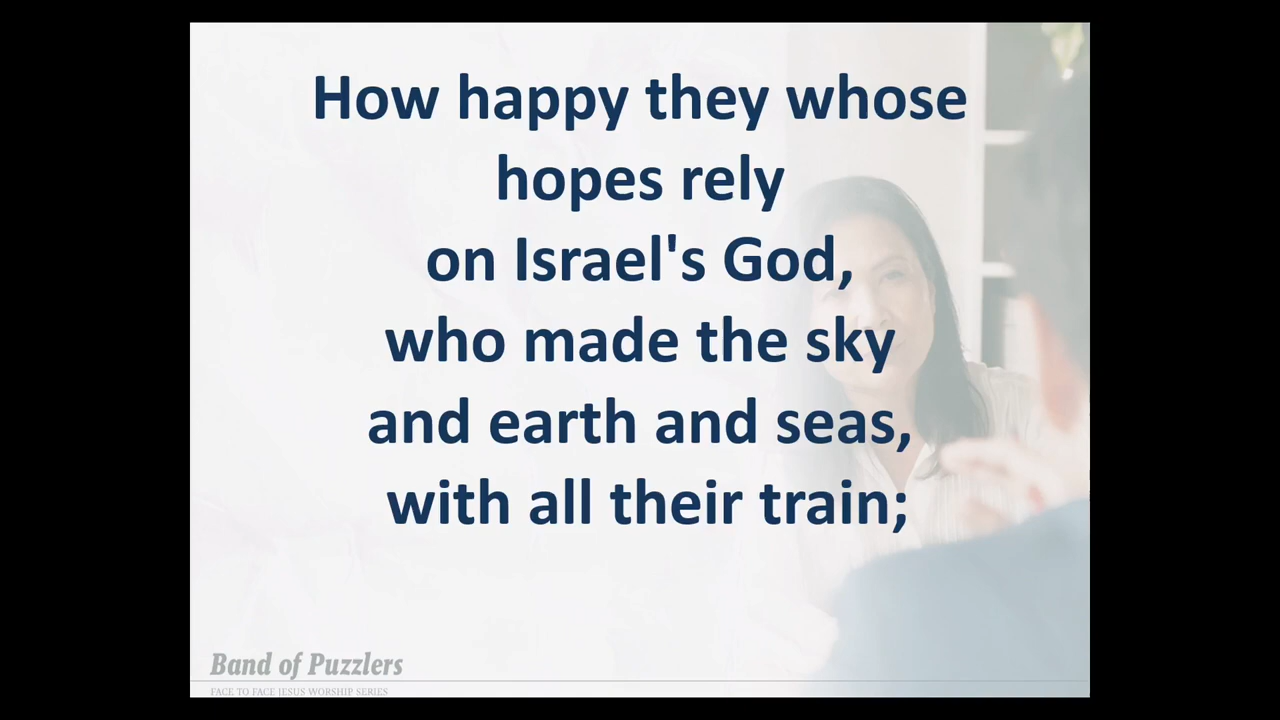 How happy they whose
hopes rely
on Israel's God,
who made the sky
and earth and seas,
with all their train;
Band of Puzzlers
FACE TO FACE JESUS WORSHIP SERIES